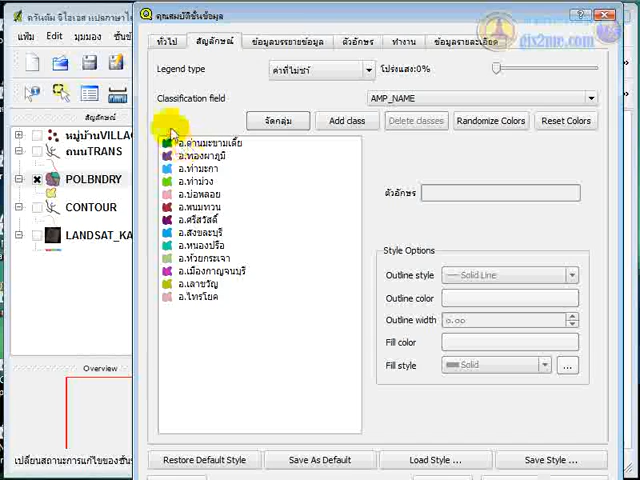 ควันตัม จีไอเอส แปลภาษาไ
คุณสมบัติชั้นข้อมูล
แฟ้ม Edit มุมมอง ชั้นข้
ทั่วไป สัญลักษณ์ ข้อมูลบรรยายข้อมูล ตัวอักษร ทำงาน ข้อมูลรายละเอียด
gis2me.com
Legend type ค่าที่ไม่ซ้ำ โปร่งแสง:0%
Classification field AMP_NAME
จัดกลุ่ม Add class Delete classes Randomize Colors Reset Colors
สัญลักษณ์
หมู่บ้านVILLAG
ถนนTRANS
POLBNDRY
CONTOUR
LANDSAT_KA
อ.ด่านมะขามเตี้ย
อ.ทองผาภูมิ
อ.ท่ามะกา
อ.ท่าม่วง
อ.บ่อพลอย
อ.พนมทวน
อ.ศรีสวัสดิ์
อ.สังขละบุรี
อ.หนองปรือ
อ.ห้วยกระเจา
อ.เมืองกาญจนบุรี
อ.เลาขวัญ
อ.ไทรโยค
ตัวอักษร
Style Options
Outline style Solid Line
Outline color
Outline width ๐.๐๐
Fill color
Fill style Solid ...
Overview
Restore Default Style Save As Default Load Style ... Save Style ...
เปลี่ยนสถานะการแก้ไขของชั้น